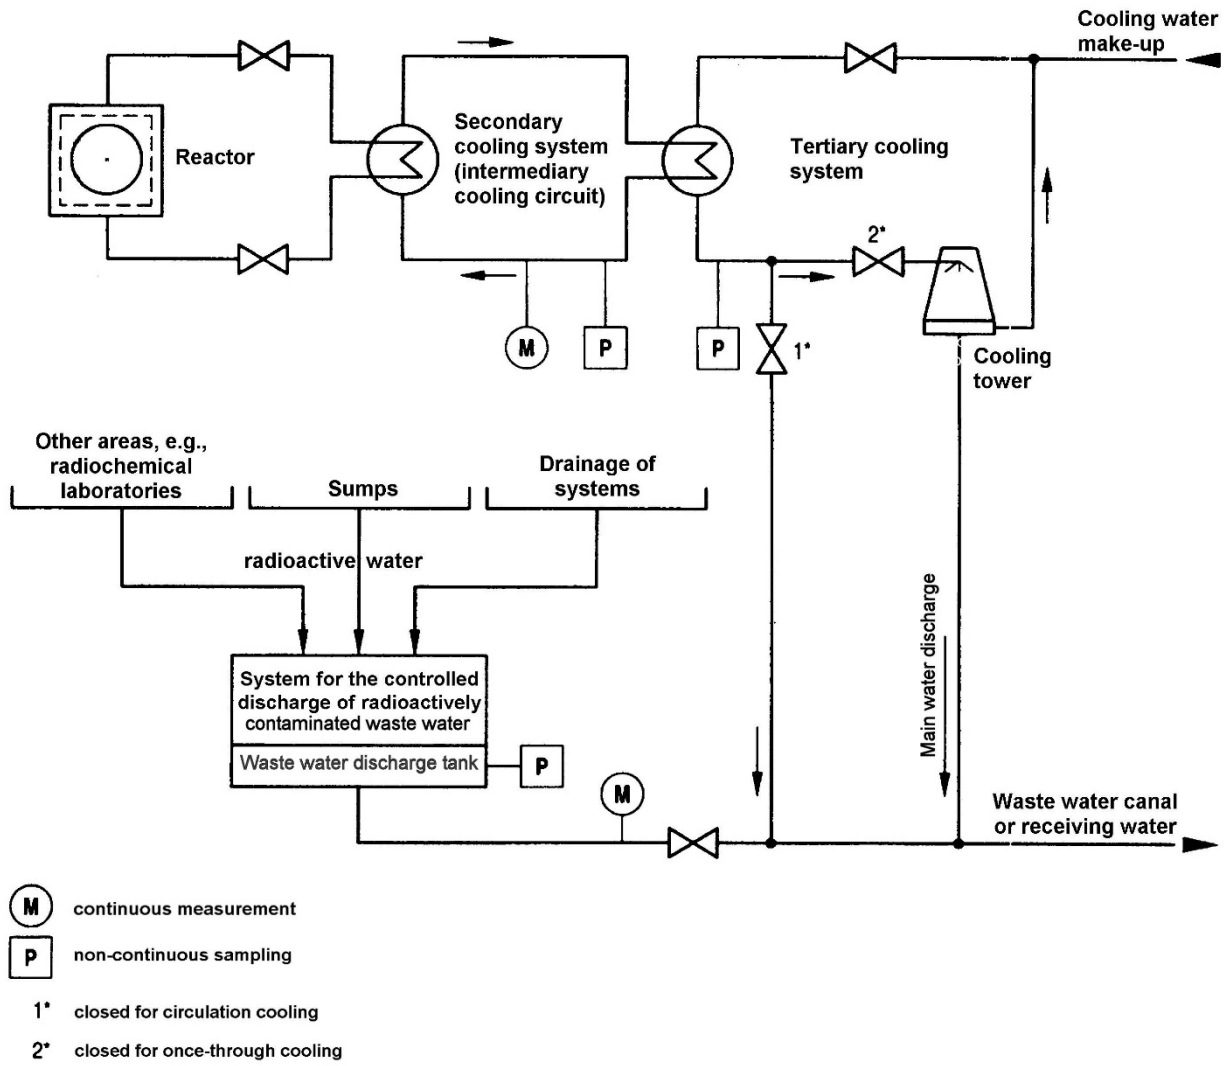 Cooling water
make-up
Reactor
Secondary
cooling system
(intermediary
cooling circuit)
Tertiary cooling
system
2*
M
P
P
1*
Cooling
tower
Other areas, e.g.,
radiochemical
laboratories
Sumps
Drainage of
systems
radioactive water
System for the controlled
discharge of radioactively
contaminated waste water
Waste water discharge tank
P
M
Main water discharge
Waste water canal
or receiving water
M continuous measurement
P non-continuous sampling
1* closed for circulation cooling
2* closed for once-through cooling